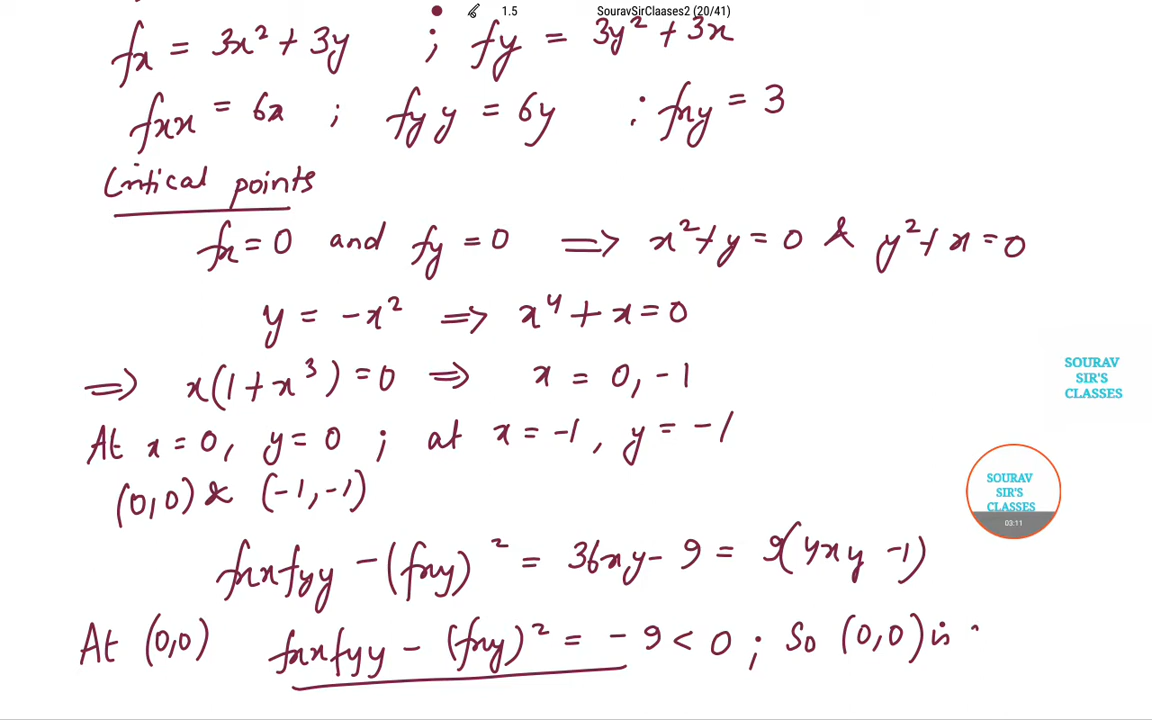 1.5 SouravSirClaases2 (20/41)
fx = 3x² + 3y ; fy = 3y² + 3x
fxx = 6x ; fyy = 6y ; fxy = 3
Critical points
fx = 0 and fy = 0 ⟹ x² + y = 0 & y² + x = 0
y = -x² ⟹ x⁴ + x = 0
⟹ x(1 + x³) = 0 ⟹ x = 0, -1
SOURAV
SIR'S
CLASSES
At x = 0, y = 0 ; at x = -1, y = -1
(0,0) & (-1,-1)
SOURAV
SIR'S
CLASSES
03:11
fxxfyy - (fxy)² = 36xy - 9 = 9(4xy - 1)
At (0,0) fxxfyy - (fxy)² = - 9 < 0 ; So (0,0) is